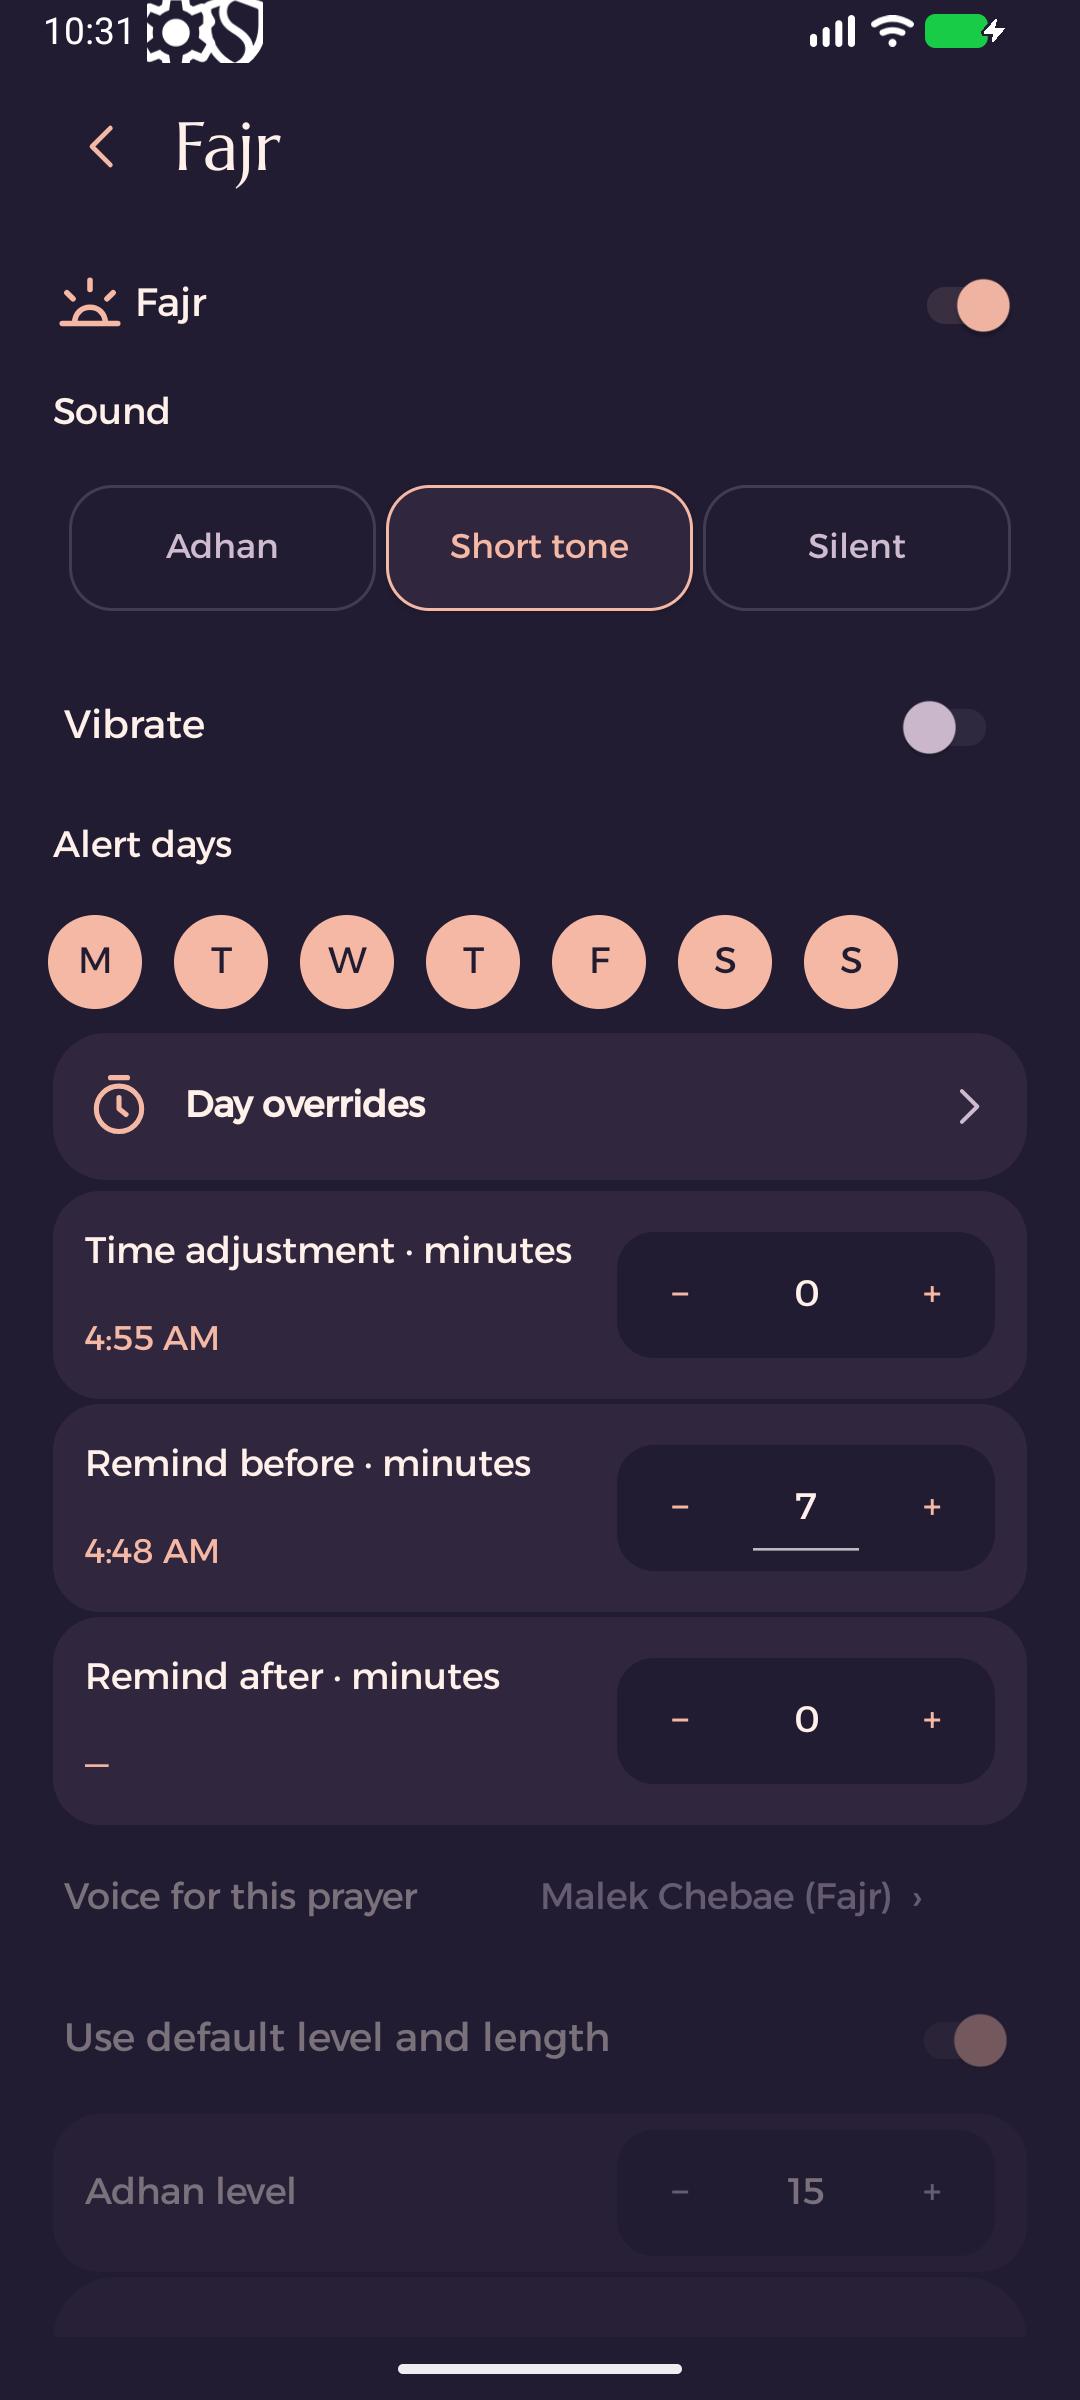 10:31
Fajr
Fajr
Sound
Adhan Short tone Silent
Vibrate
Alert days
M T W T F S S
Day overrides
Time adjustment · minutes
− 0 +
4:55 AM
Remind before · minutes
− 7 +
4:48 AM
Remind after · minutes
− 0 +
—
Voice for this prayer Malek Chebae (Fajr) ›
Use default level and length
Adhan level − 15 +